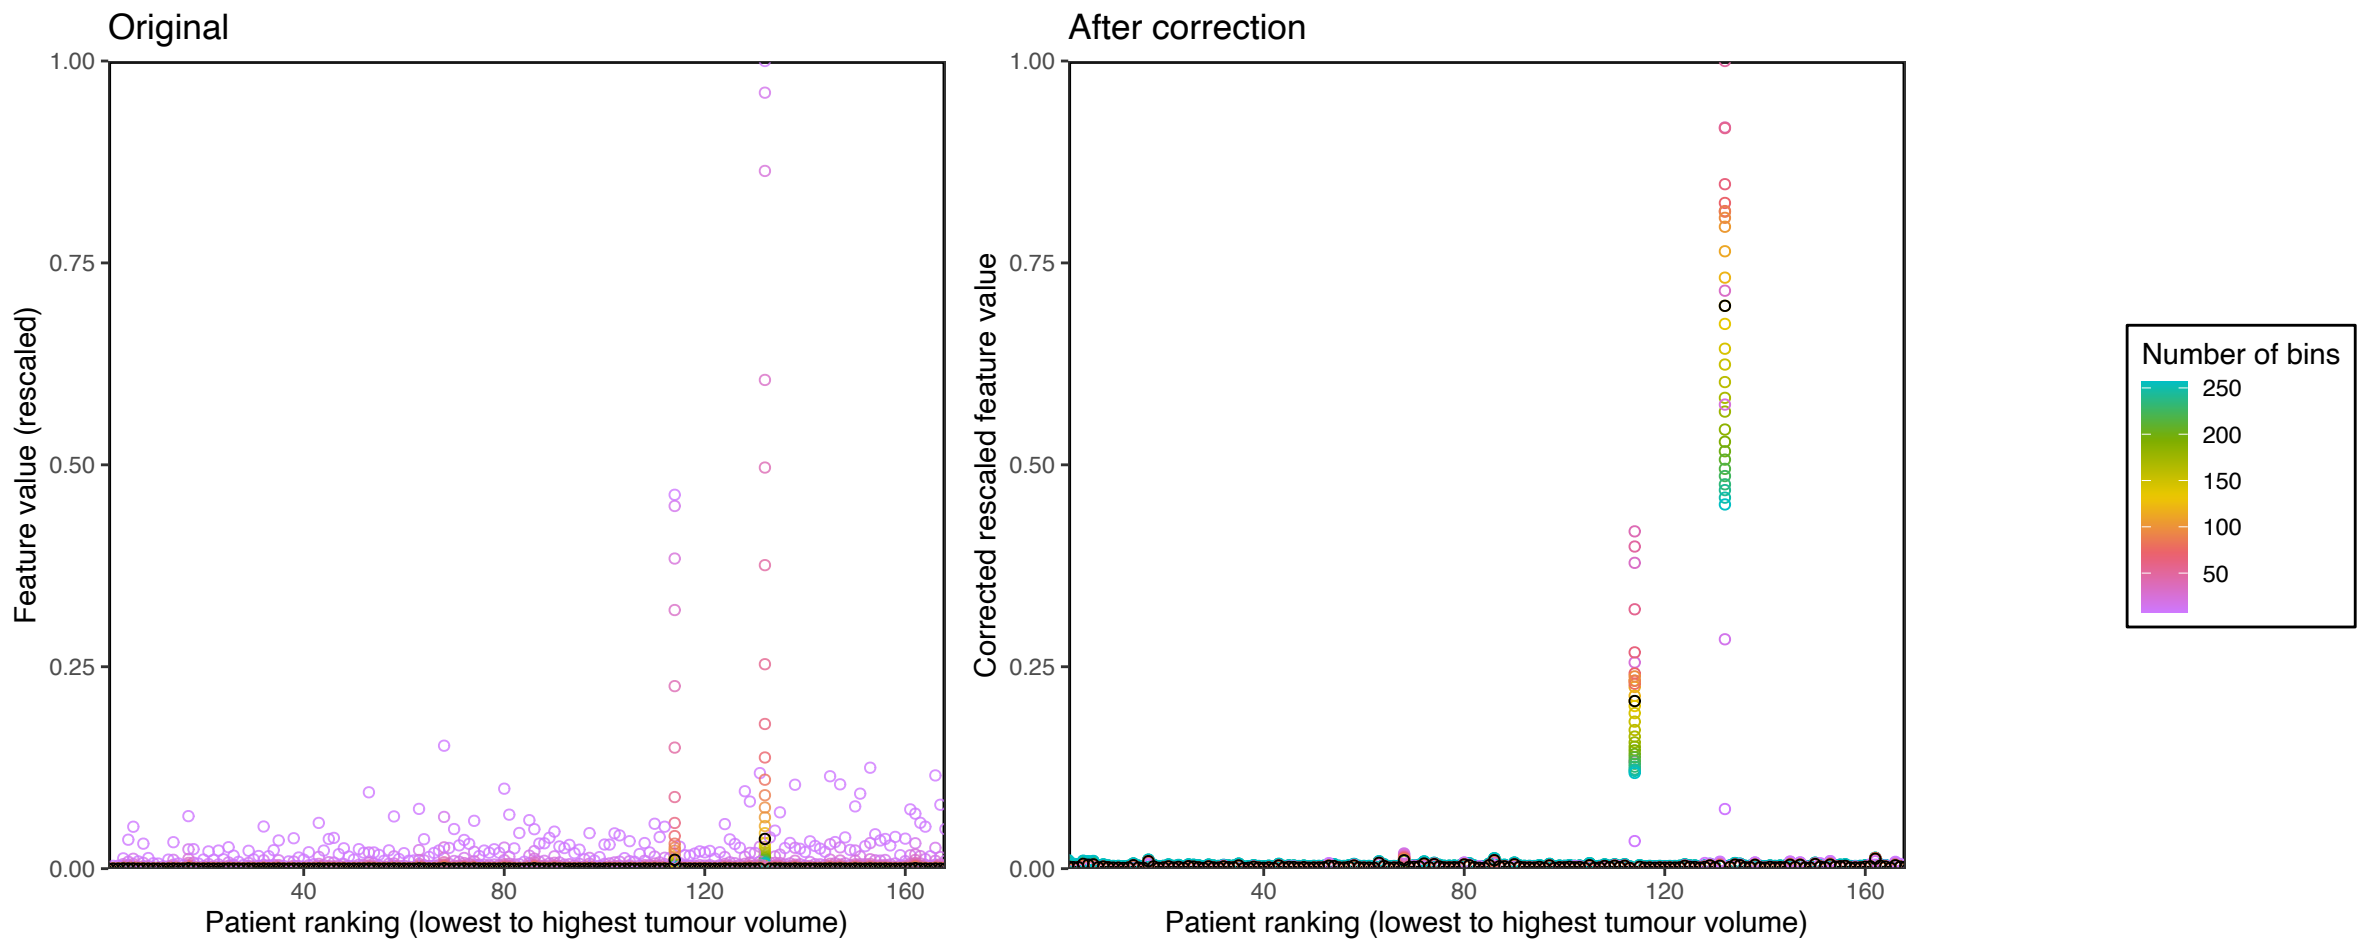 Original
1.00
0.75
0.50
0.25
0.00
Feature value (rescaled)
40 80 120 160
Patient ranking (lowest to highest tumour volume)
After correction
1.00
0.75
0.50
0.25
0.00
Corrected rescaled feature value
40 80 120 160
Patient ranking (lowest to highest tumour volume)
Number of bins
250
200
150
100
50